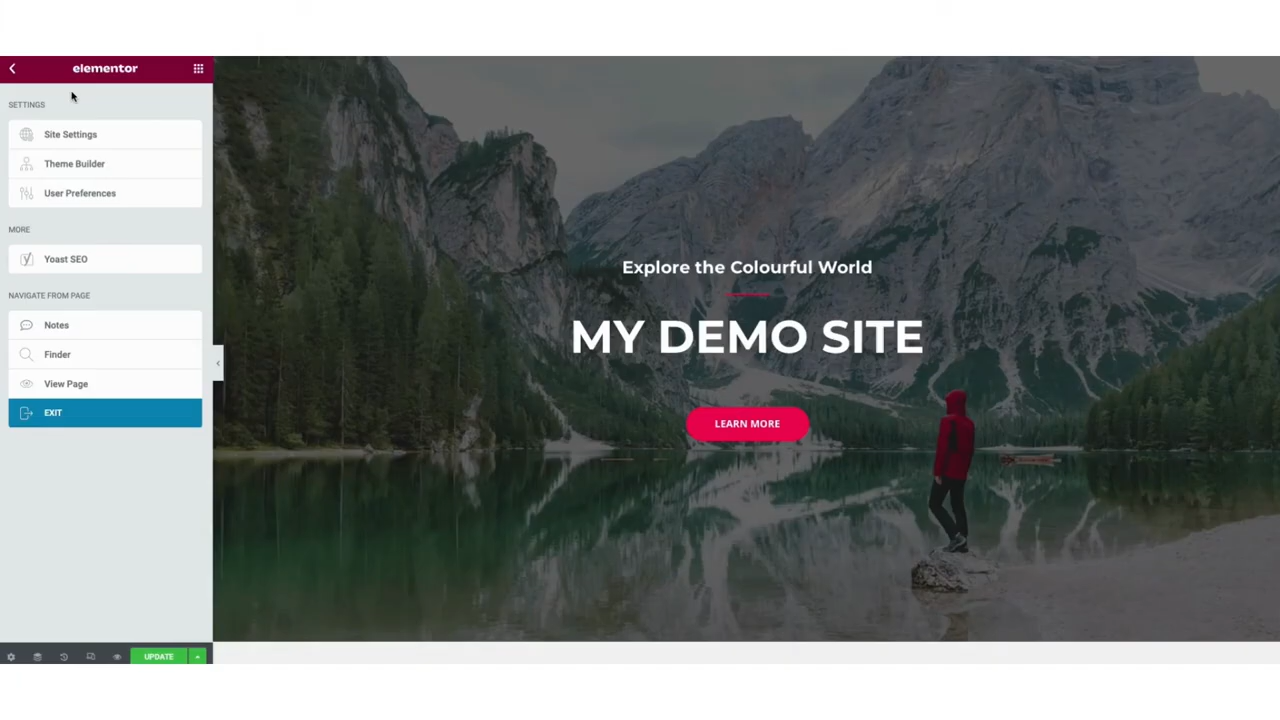 elementor
SETTINGS
Site Settings
Theme Builder
User Preferences
MORE
Yoast SEO
NAVIGATE FROM PAGE
Notes
Finder
View Page
EXIT
UPDATE
Explore the Colourful World
MY DEMO SITE
LEARN MORE